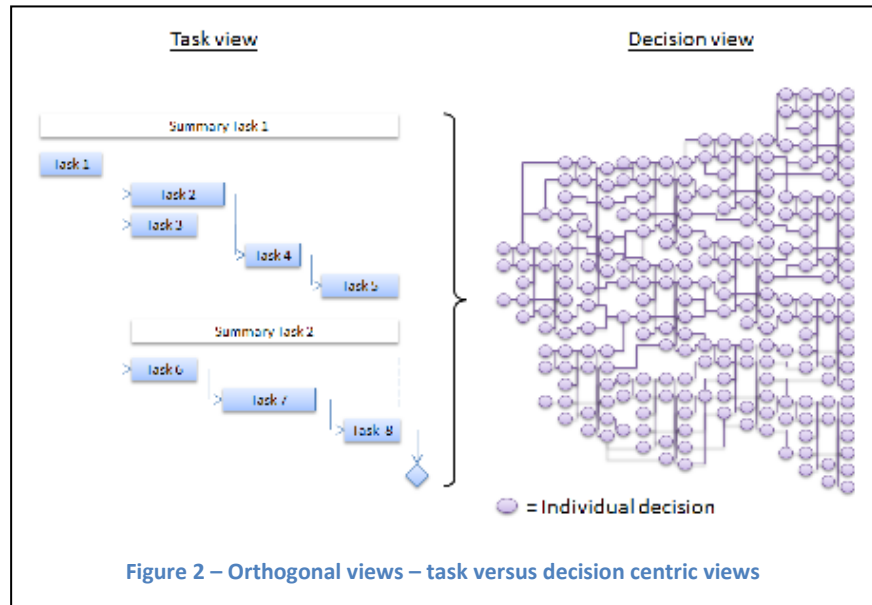 Task view
Decision view
Summary Task 1
Task 1
Task 2
Task 3
Task 4
Task 5
Summary Task 2
Task 6
Task 7
Task 8
= Individual decision
Figure 2 – Orthogonal views – task versus decision centric views